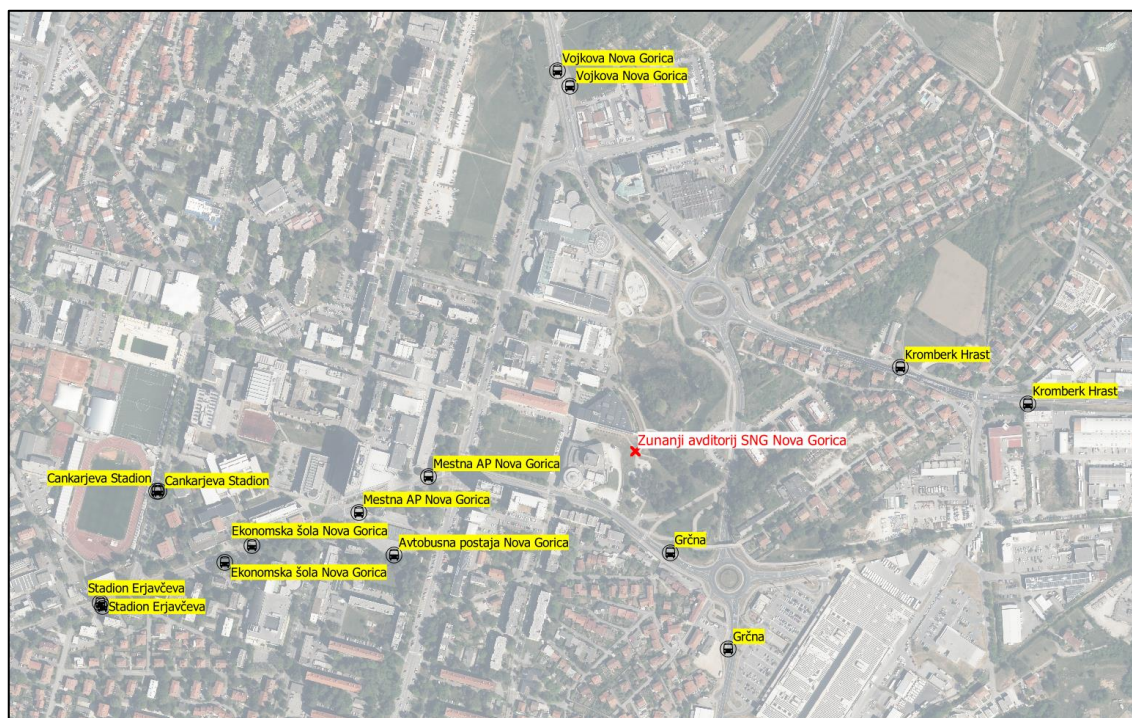 Vojkova Nova Gorica
Vojkova Nova Gorica
Kromberk Hrast
Kromberk Hrast
Zunanji avditorij SNG Nova Gorica
Mestna AP Nova Gorica
Cankarjeva Stadion
Cankarjeva Stadion
Mestna AP Nova Gorica
Ekonomska šola Nova Gorica
Avtobusna postaja Nova Gorica
Grčna
Ekonomska šola Nova Gorica
Stadion Erjavčeva
Stadion Erjavčeva
Grčna